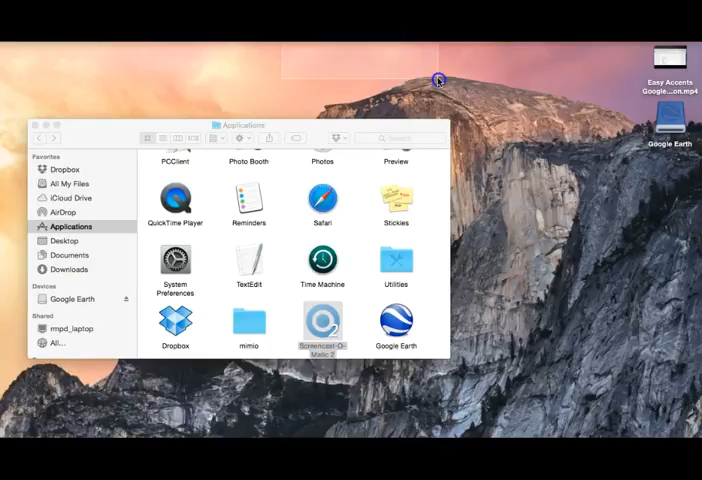 Easy Accents
Google...on.mp4
Google Earth
Applications
Search
Favorites
Dropbox
All My Files
iCloud Drive
AirDrop
Applications
Desktop
Documents
Downloads
Devices
Google Earth
Shared
rmpd_laptop
All...
PCClient
Photo Booth
Photos
Preview
QuickTime Player
Reminders
Safari
Stickies
System
Preferences
TextEdit
Time Machine
Utilities
Dropbox
mimio
Screencast-O-
Matic 2
Google Earth